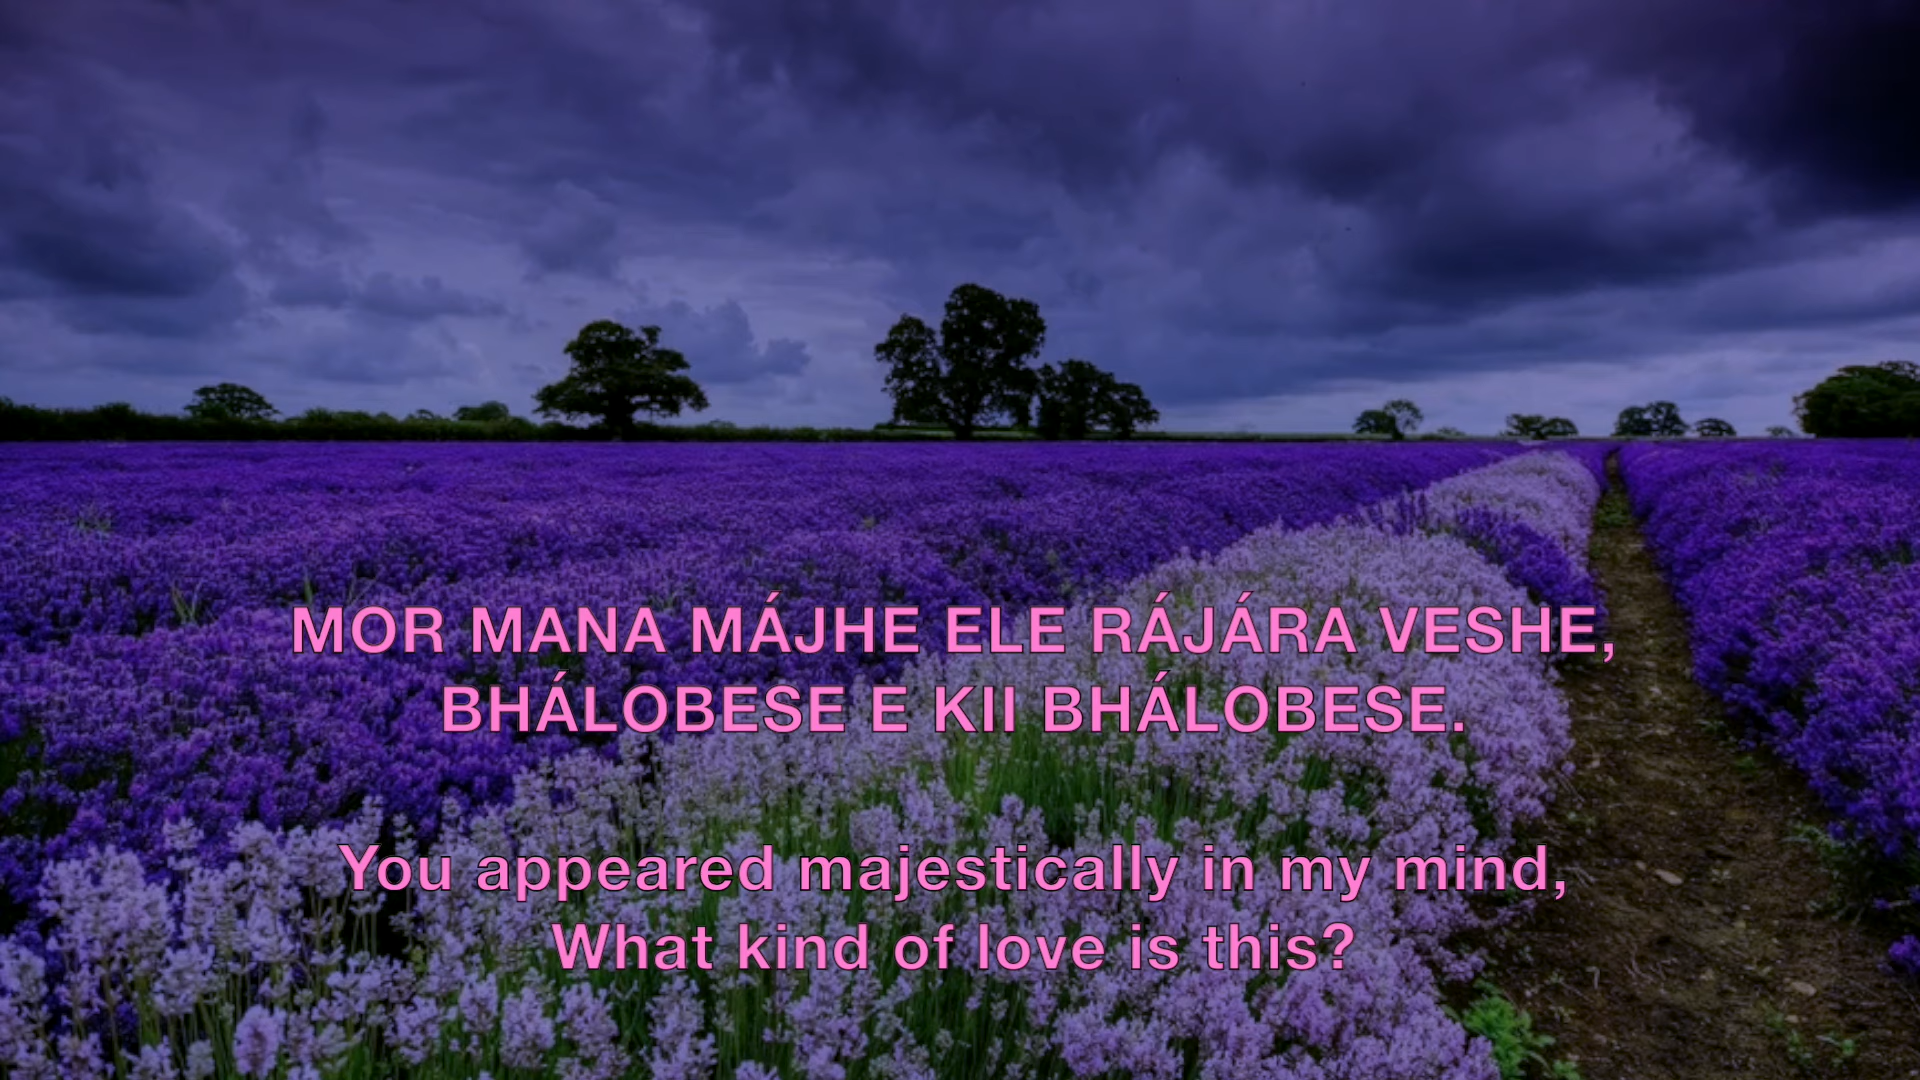 MOR MANA MÁJHE ELE RÁJÁRA VESHE,
BHÁLOBESE E KII BHÁLOBESE.
You appeared majestically in my mind,
What kind of love is this?